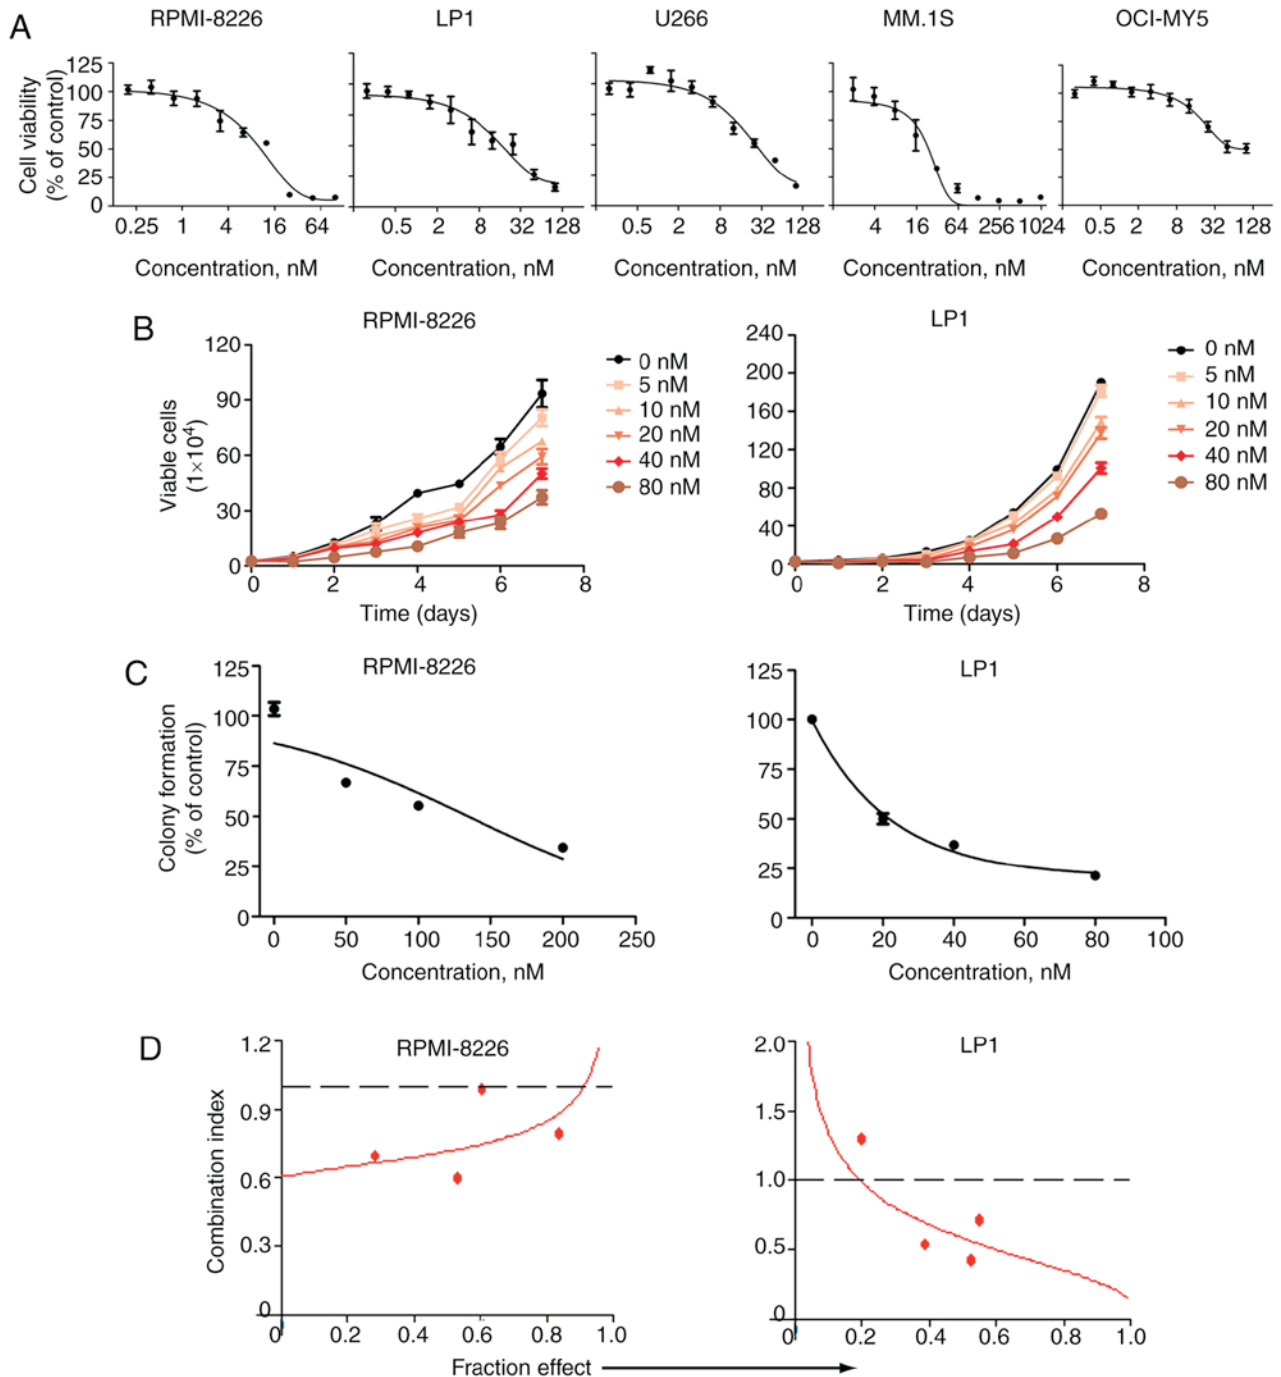 A
RPMI-8226
LP1
U266
MM.1S
OCI-MY5
Cell viability
(% of control)
125
100
75
50
25
0
0.25 1 4 16 64
0.5 2 8 32 128
0.5 2 8 32 128
4 16 64 256 1024
0.5 2 8 32 128
Concentration, nM
Concentration, nM
Concentration, nM
Concentration, nM
Concentration, nM
B
RPMI-8226
Viable cells
(1×10⁴)
120
90
60
30
0
0 2 4 6 8
Time (days)
0 nM
5 nM
10 nM
20 nM
40 nM
80 nM
LP1
240
200
160
120
80
40
0
0 2 4 6 8
Time (days)
0 nM
5 nM
10 nM
20 nM
40 nM
80 nM
C
RPMI-8226
Colony formation
(% of control)
125
100
75
50
25
0
0 50 100 150 200 250
Concentration, nM
LP1
125
100
75
50
25
0
0 20 40 60 80 100
Concentration, nM
D
RPMI-8226
Combination index
1.2
0.9
0.6
0.3
0
0 0.2 0.4 0.6 0.8 1.0
LP1
2.0
1.5
1.0
0.5
0
0 0.2 0.4 0.6 0.8 1.0
Fraction effect